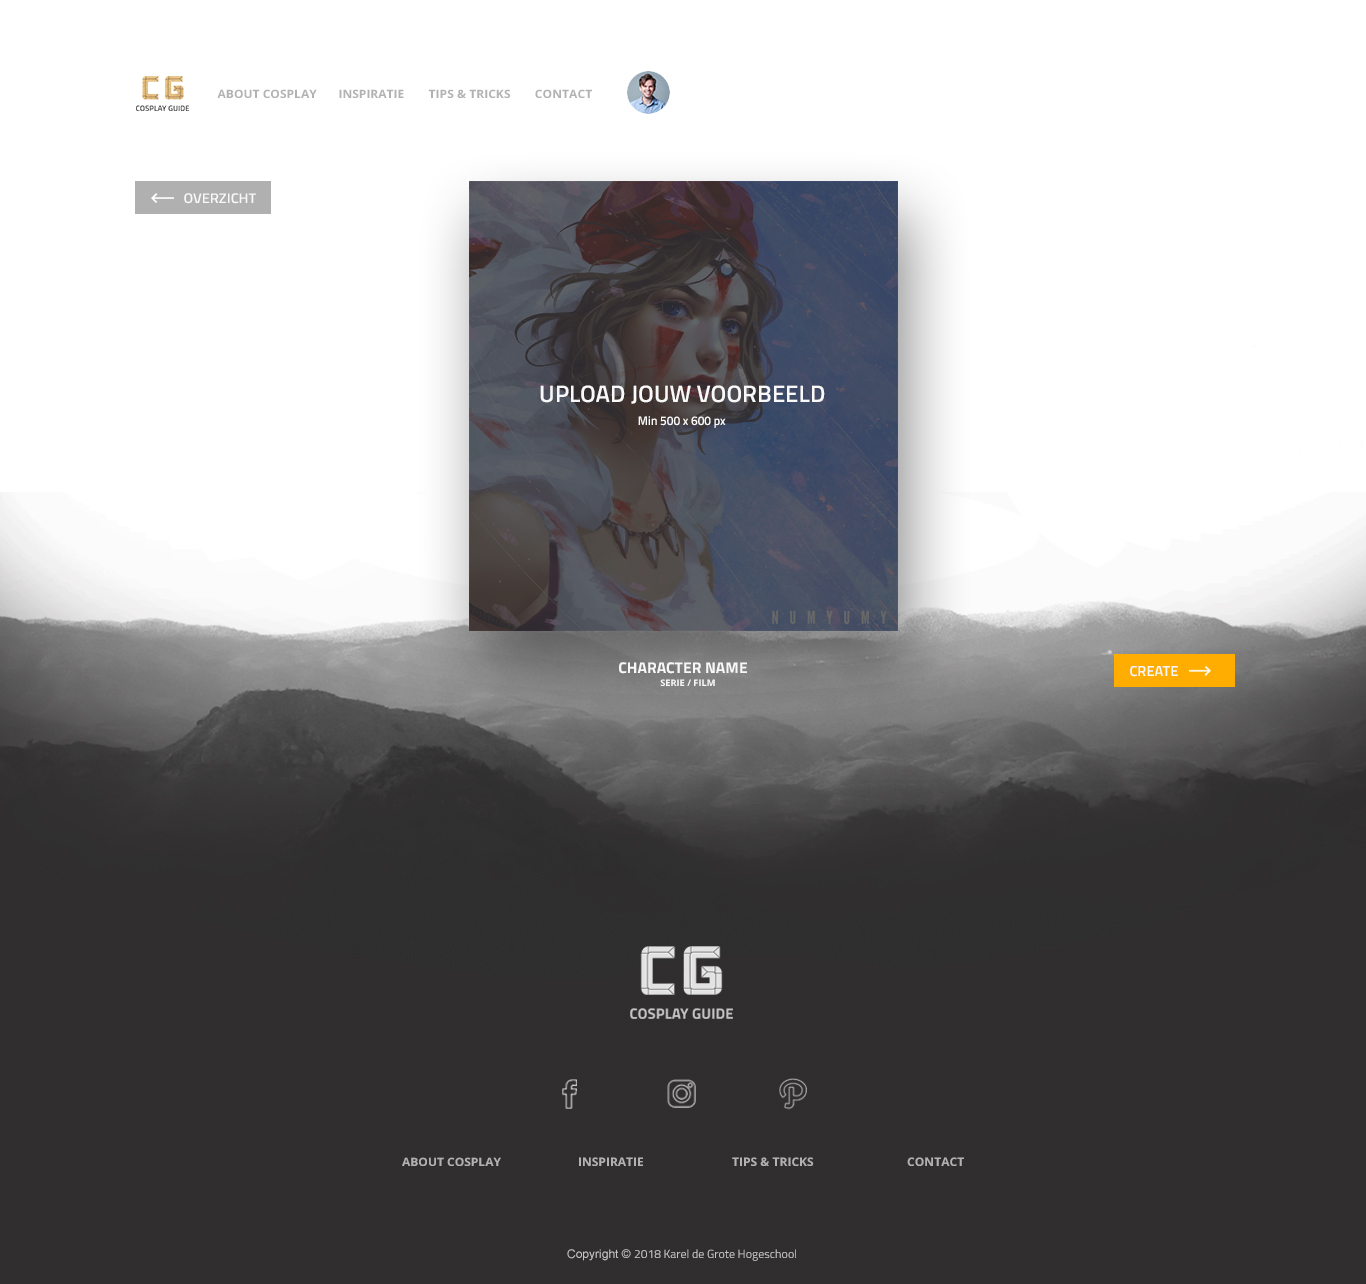 CG
COSPLAY GUIDE
ABOUT COSPLAY
INSPIRATIE
TIPS & TRICKS
CONTACT
OVERZICHT
UPLOAD JOUW VOORBEELD
Min 500 x 600 px
NUMYUMY
CHARACTER NAME
SERIE / FILM
CREATE
CG
COSPLAY GUIDE
ABOUT COSPLAY
INSPIRATIE
TIPS & TRICKS
CONTACT
Copyright © 2018 Karel de Grote Hogeschool